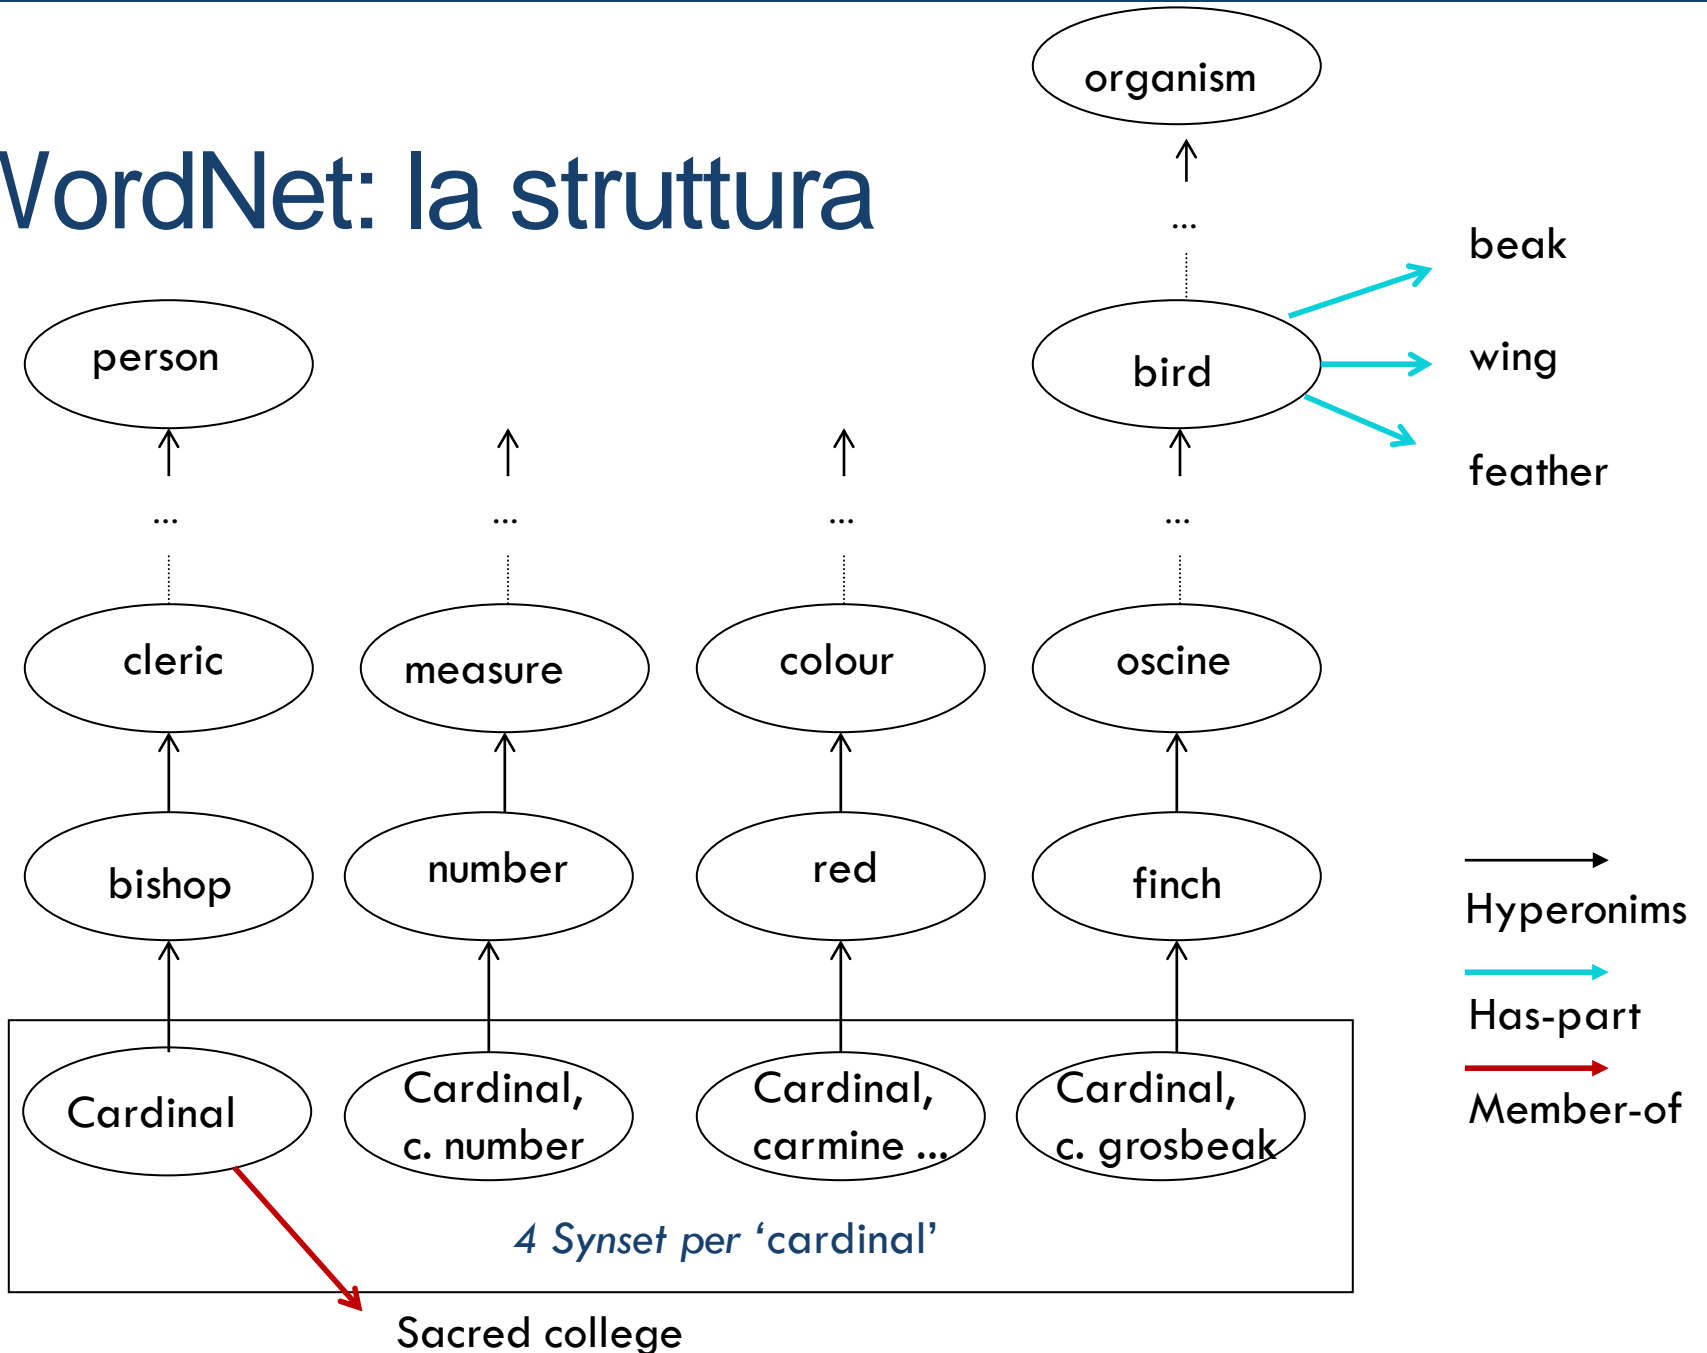 organism
WordNet: la struttura
...
beak
person
bird
wing
feather
...
...
...
...
cleric
measure
colour
oscine
bishop
number
red
finch
Hyperonims
Has-part
Member-of
Cardinal
Cardinal,
c. number
Cardinal,
carmine ...
Cardinal,
c. grosbeak
4 Synset per ‘cardinal’
Sacred college